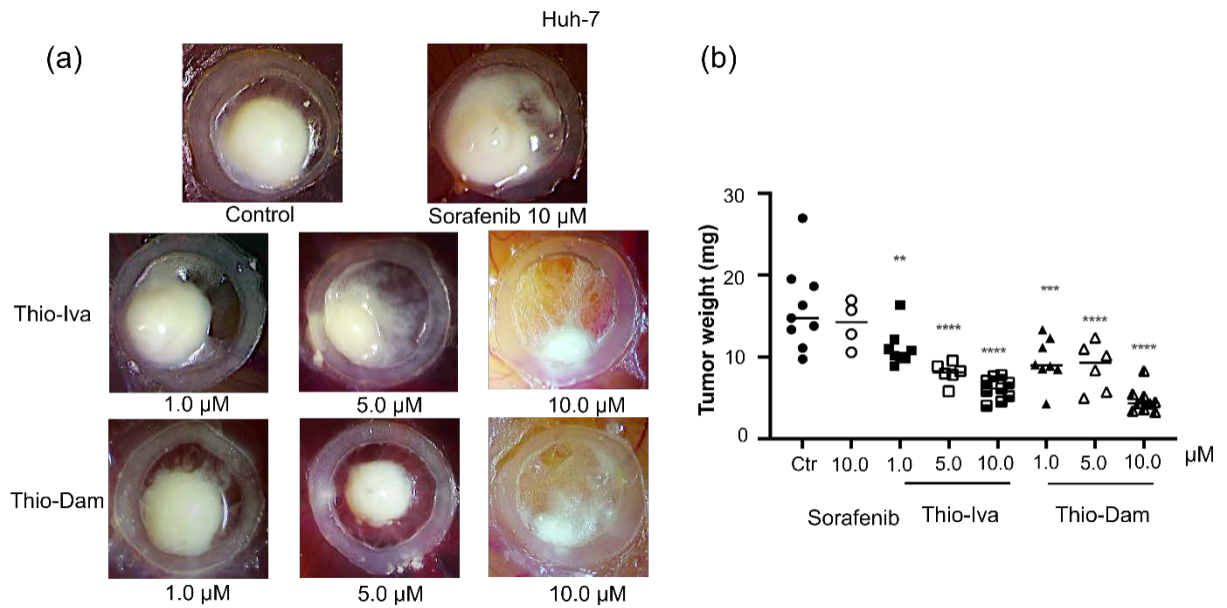 Huh-7
(a)
Control
Sorafenib 10 µM
Thio-Iva
1.0 µM
5.0 µM
10.0 µM
Thio-Dam
1.0 µM
5.0 µM
10.0 µM
(b)
Tumor weight (mg)
30
20
10
0
**
****
****
***
****
****
Ctr 10.0 1.0 5.0 10.0 1.0 5.0 10.0 µM
Sorafenib Thio-Iva Thio-Dam